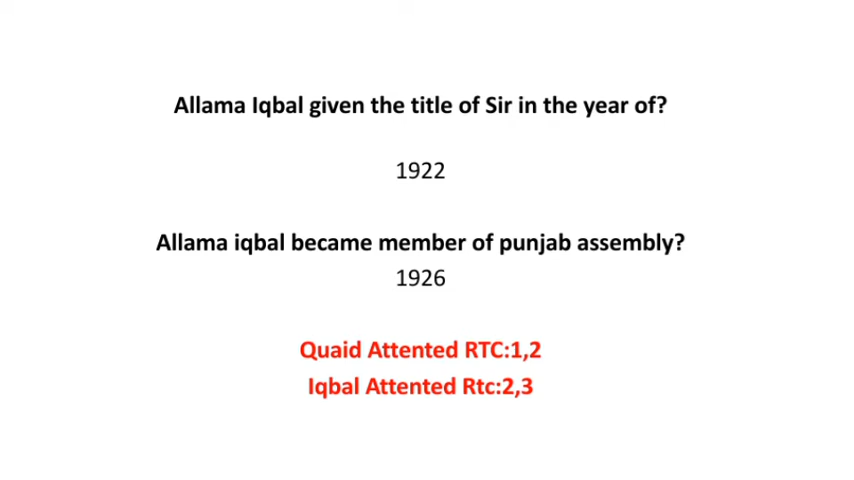 Allama Iqbal given the title of Sir in the year of?
1922
Allama iqbal became member of punjab assembly?
1926
Quaid Attented RTC:1,2
Iqbal Attented Rtc:2,3